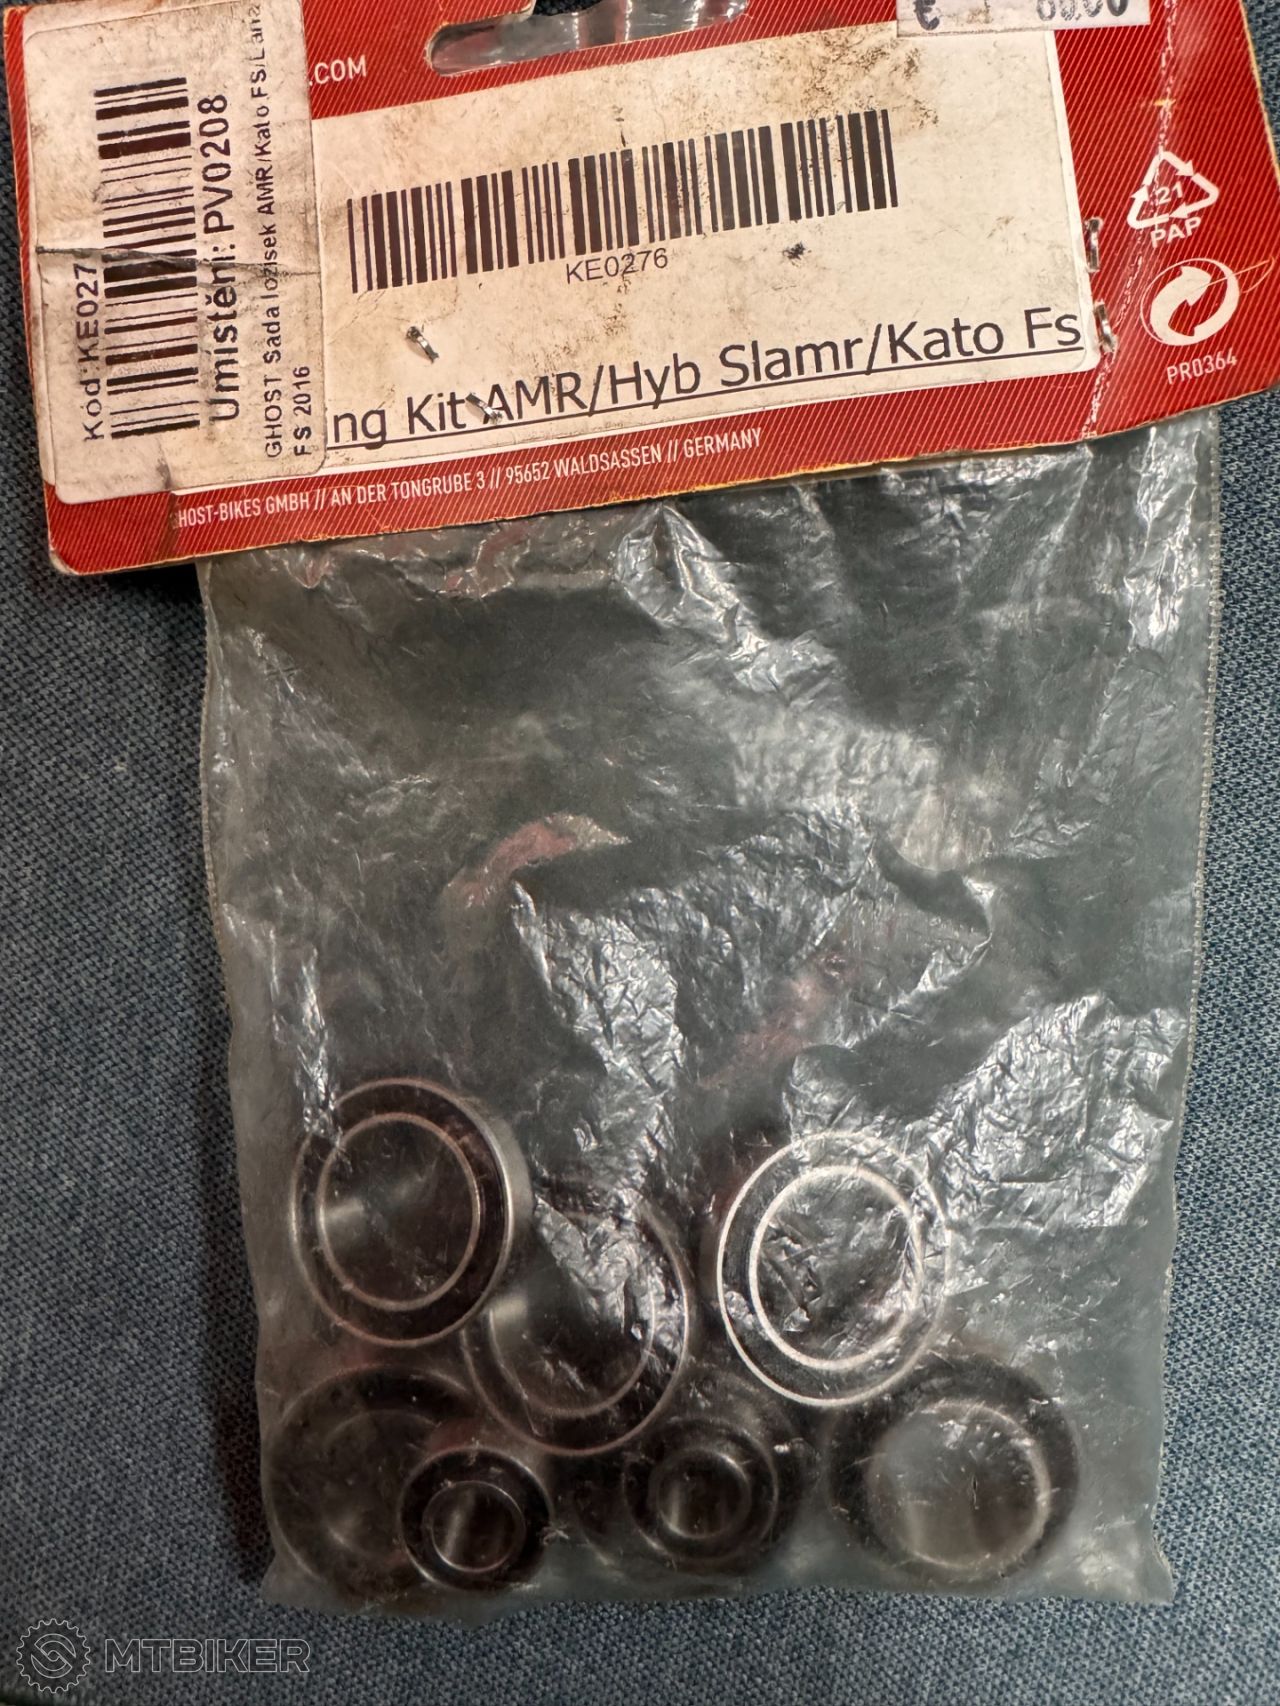 .COM
Kód: KE027
Umístění: PV0208
GHOST Sada ložisek AMR/Kato FS/Lana
FS 2016
KE0276
ng Kit AMR/Hyb Slamr/Kato Fs
HOST-BIKES GMBH // AN DER TONGRUBE 3 // 95652 WALDSASSEN // GERMANY
€
21
PAP
PR0364
MTBIKER